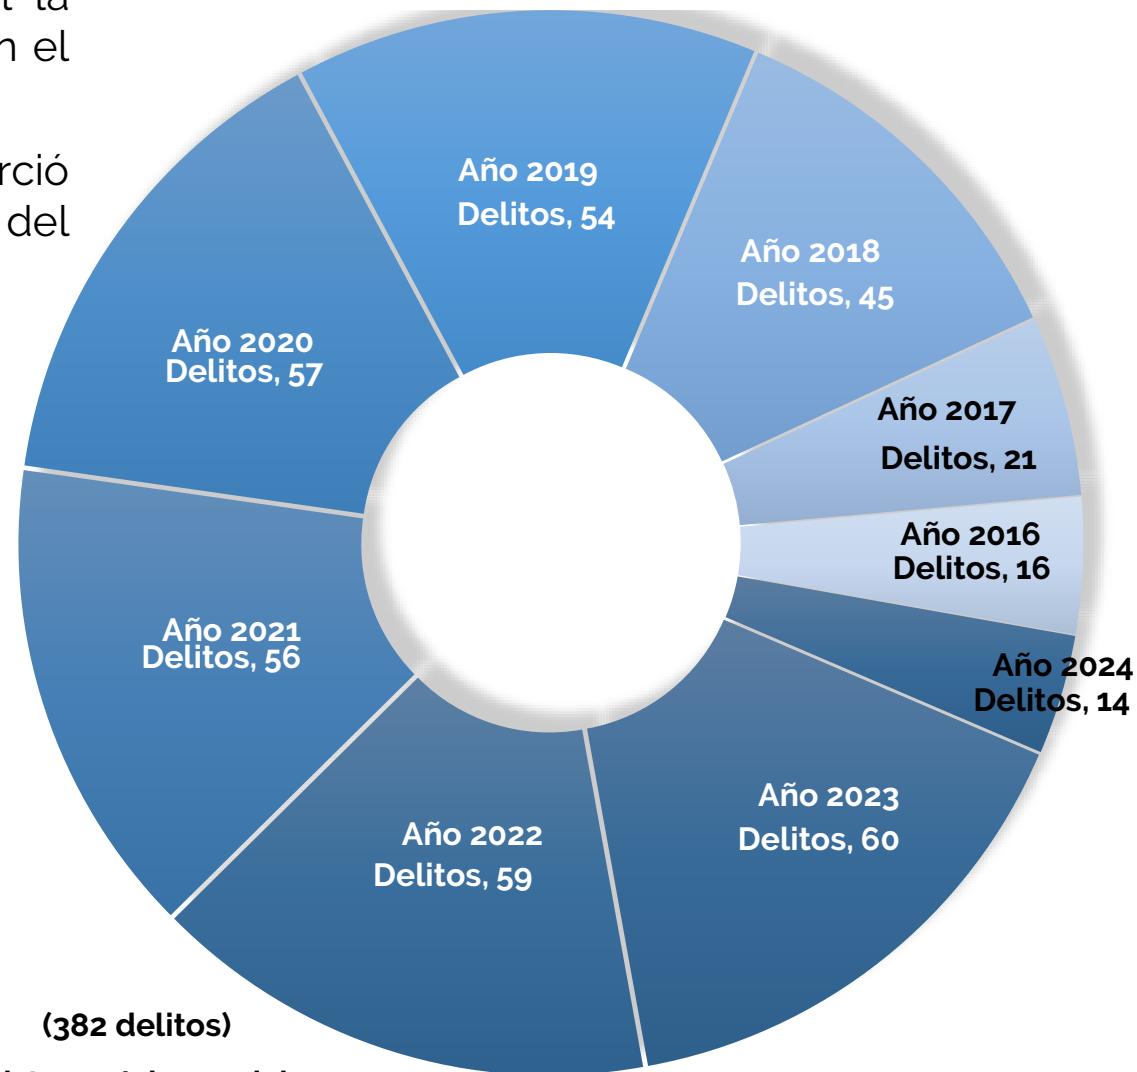 la
el
rció
del
Año 2019
Delitos, 54
Año 2018
Delitos, 45
Año 2020
Delitos, 57
Año 2017
Delitos, 21
Año 2016
Delitos, 16
Año 2021
Delitos, 56
Año 2024
Delitos, 14
Año 2023
Delitos, 60
Año 2022
Delitos, 59
(382 delitos)